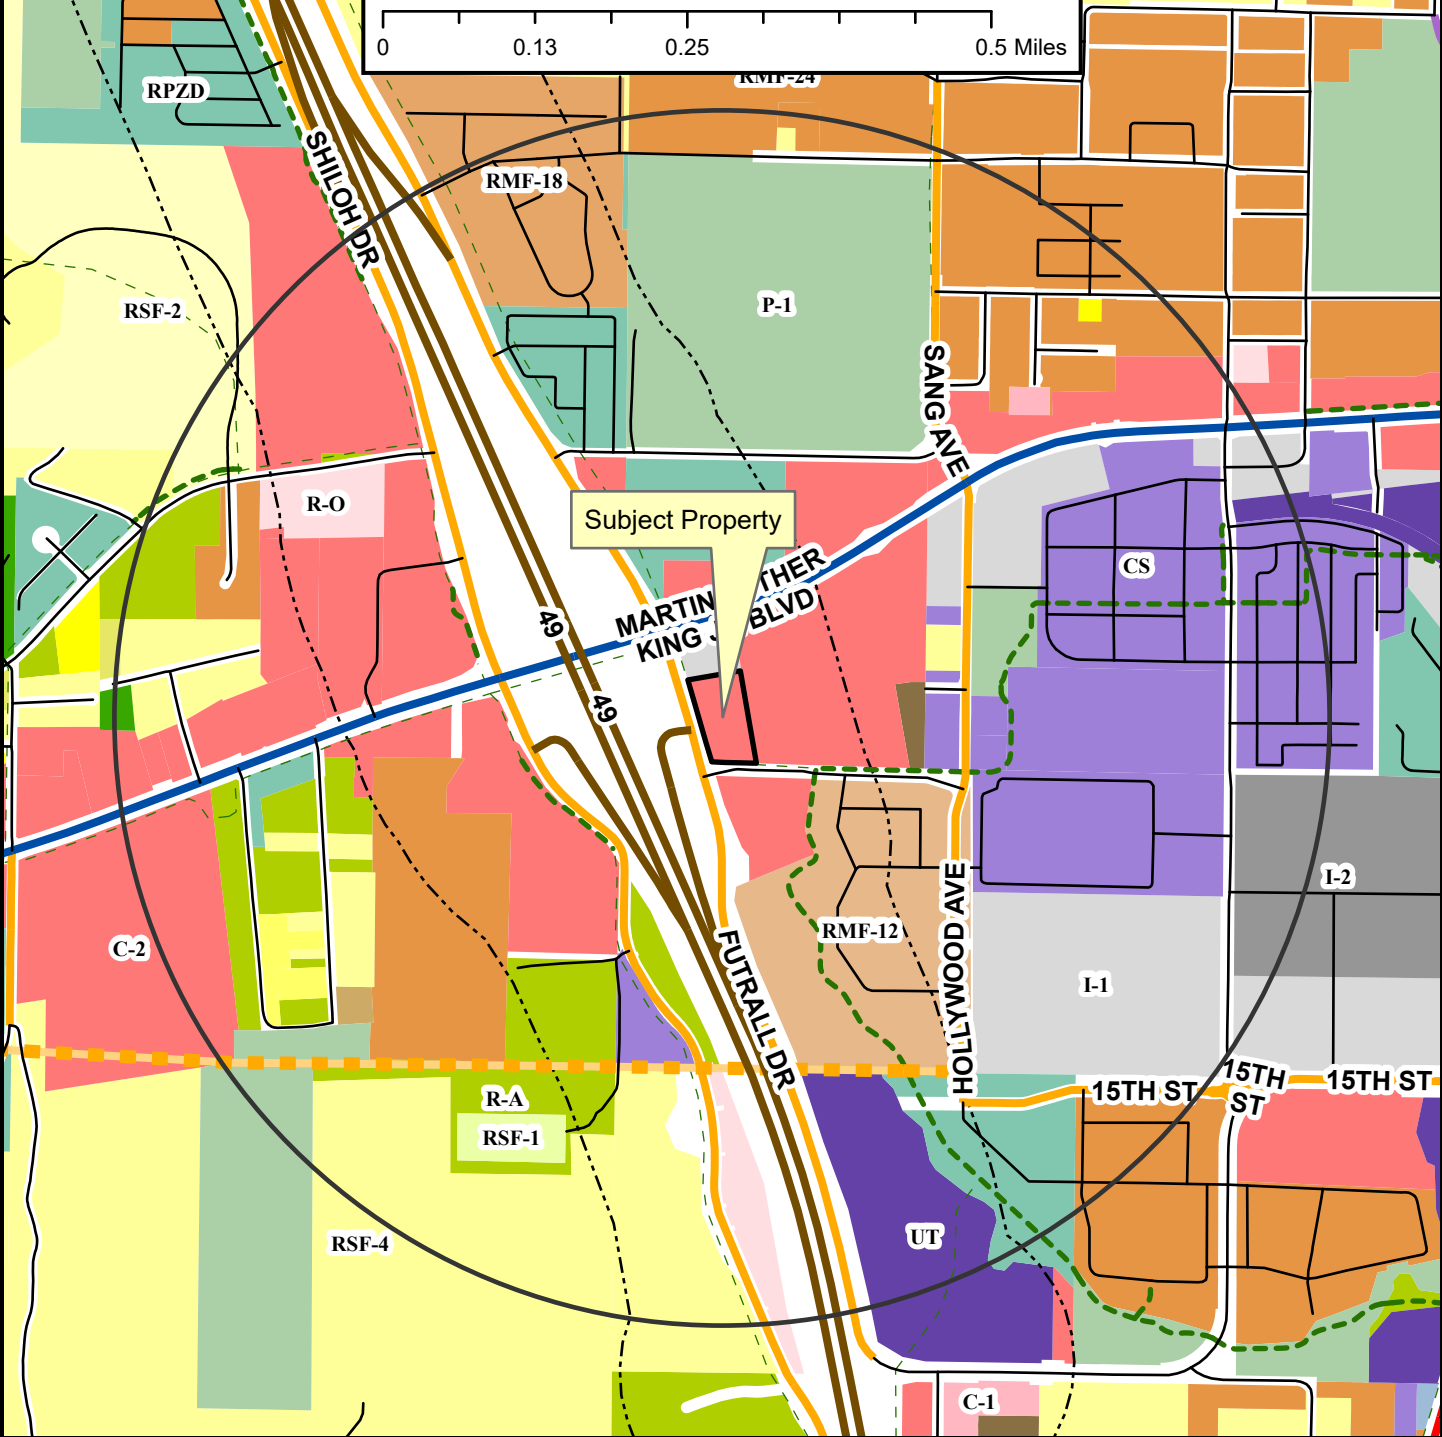 0 0.13 0.25 0.5 Miles
RMF-24
RPZD
SHILOH DR
RMF-18
RSF-2
P-1
SANG AVE
R-O
Subject Property
CS
MARTIN
THER
KING
BLVD
49
49
I-2
RMF-12
C-2
HOLLYWOOD AVE
I-1
FUTRALL DR
15TH ST
15TH
ST
15TH ST
R-A
RSF-1
UT
RSF-4
C-1